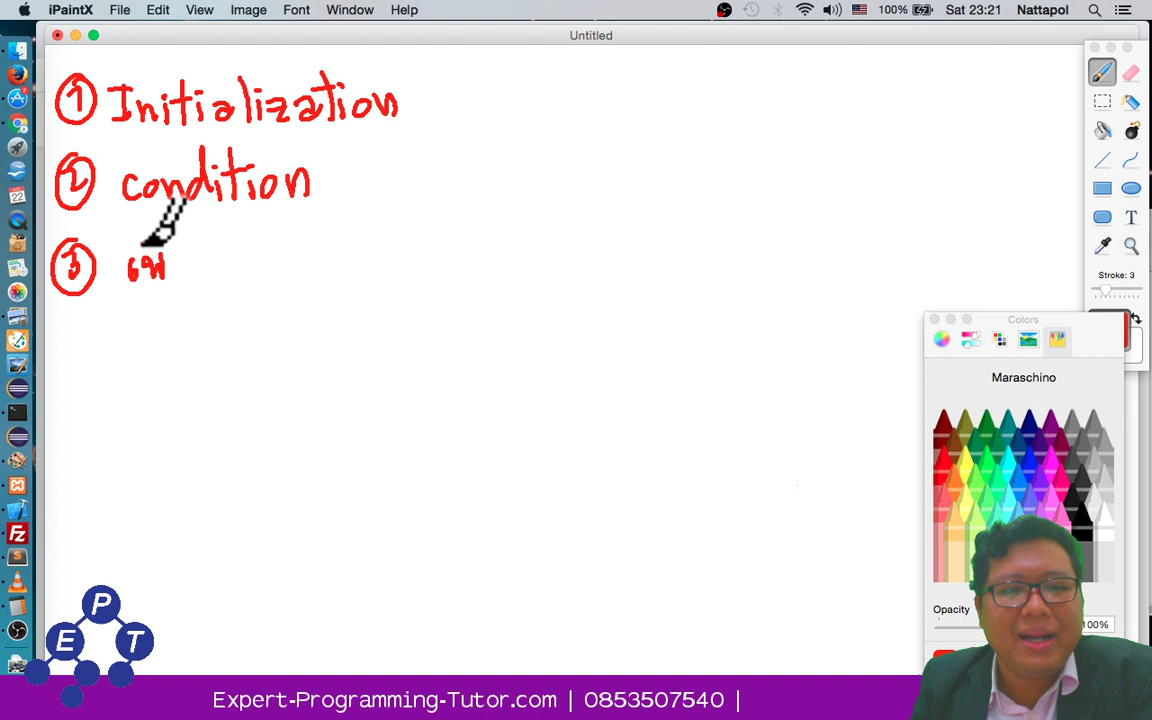 iPaintX File Edit View Image Font Window Help 100% Sat 23:21 Nattapol
Untitled
① Initialization
② condition
③
Stroke: 3
Colors
Maraschino
Opacity
100%
22
P
E T
Expert-Programming-Tutor.com | 0853507540 |